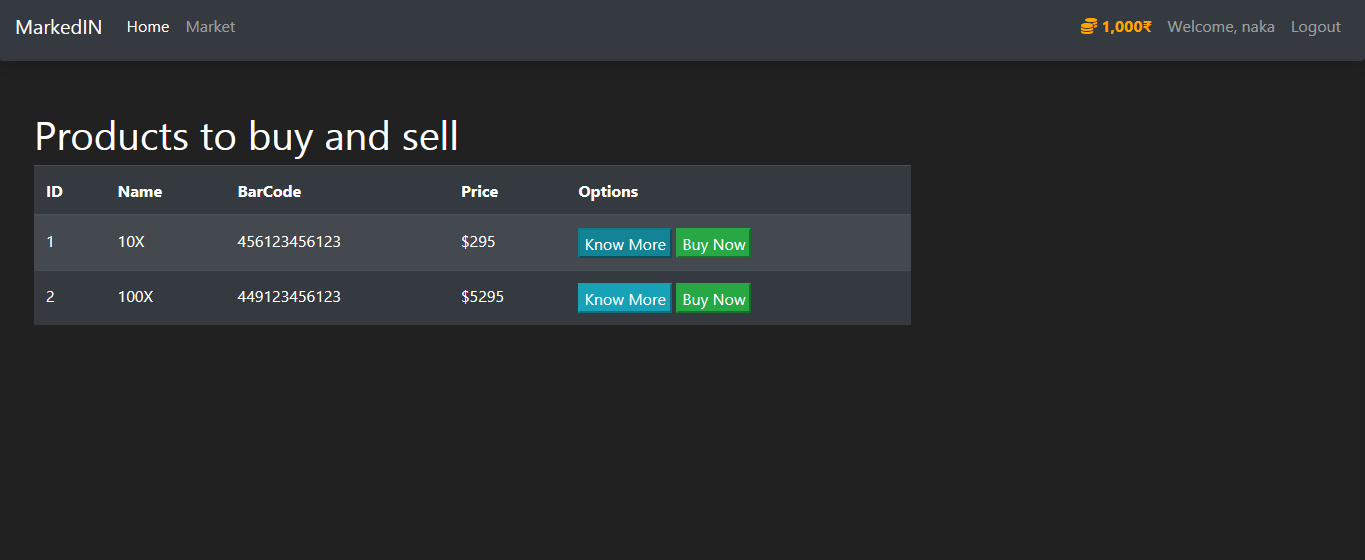 MarkedIN Home Market 1,000₹ Welcome, naka Logout
Products to buy and sell
ID Name BarCode Price Options
1 10X 456123456123 $295 Know More Buy Now
2 100X 449123456123 $5295 Know More Buy Now